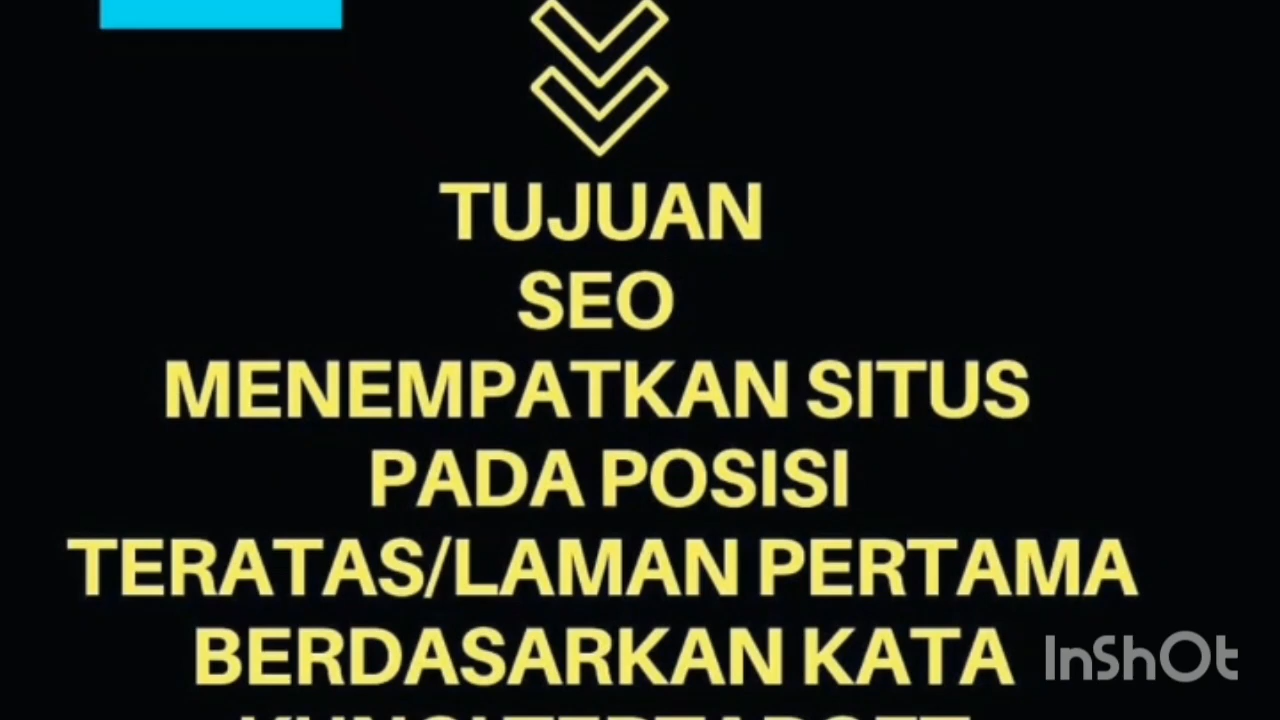 TUJUAN
SEO
MENEMPATKAN SITUS
PADA POSISI
TERATAS/LAMAN PERTAMA
BERDASARKAN KATA
InShOt